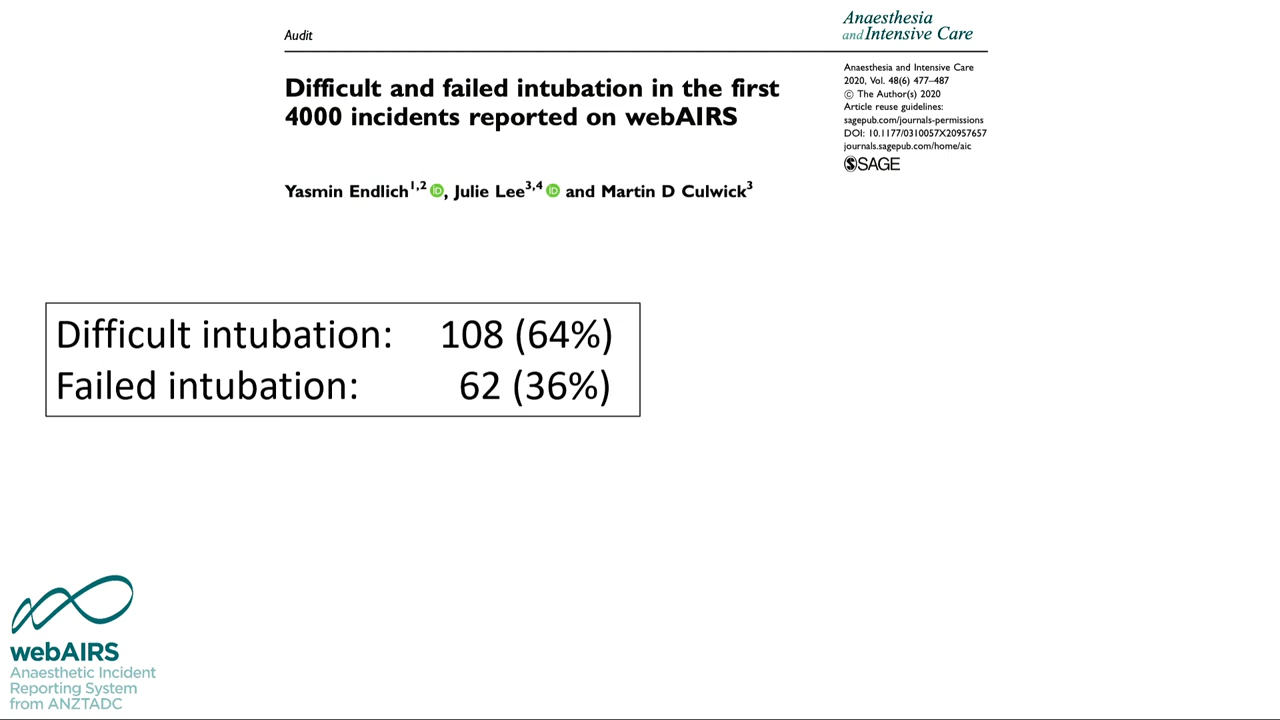 Audit
Anaesthesia
and Intensive Care
Difficult and failed intubation in the first
4000 incidents reported on webAIRS
Anaesthesia and Intensive Care
2020, Vol. 48(6) 477–487
© The Author(s) 2020
Article reuse guidelines:
sagepub.com/journals-permissions
DOI: 10.1177/0310057X20957657
journals.sagepub.com/home/aic
SAGE
Yasmin Endlich1,2 iD, Julie Lee3,4 iD and Martin D Culwick3
Difficult intubation: 108 (64%)
Failed intubation: 62 (36%)
webAIRS
Anaesthetic Incident
Reporting System
from ANZTADC